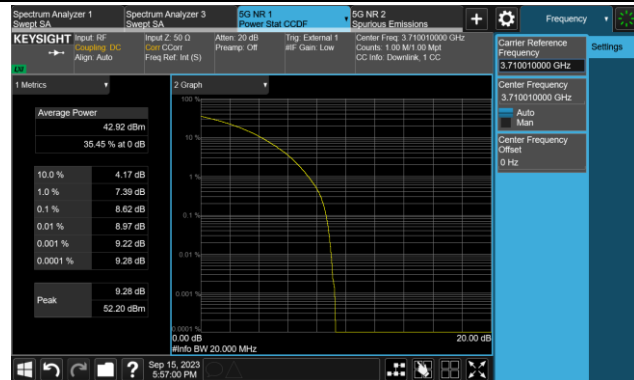 Spectrum Analyzer 1
Swept SA
Spectrum Analyzer 3
Swept SA
5G NR 1
Power Stat CCDF
5G NR 2
Spurious Emissions
Frequency
KEYSIGHT
Input: RF
Coupling: DC
Align: Auto
Input Z: 50 Ω
Corr CCorr
Freq Ref: Int (S)
Atten: 20 dB
Preamp: Off
Trig: External 1
#IF Gain: Low
Center Freq: 3.710010000 GHz
Counts: 1.00 M/1.00 Mpt
CC Info: Downlink, 1 CC
1 Metrics
Average Power
42.92 dBm
35.45 % at 0 dB
10.0 % 4.17 dB
1.0 % 7.39 dB
0.1 % 8.62 dB
0.01 % 8.97 dB
0.001 % 9.22 dB
0.0001 % 9.28 dB
Peak
9.28 dB
52.20 dBm
2 Graph
100 %
10 %
1 %
0.1 %
0.01 %
0.001 %
0.0001 %
0.00 dB
20.00 dB
#Info BW 20.000 MHz
Carrier Reference
Frequency
3.710010000 GHz
Center Frequency
3.710010000 GHz
Auto
Man
Center Frequency
Offset
0 Hz
Settings
?
Sep 15, 2023
5:57:00 PM